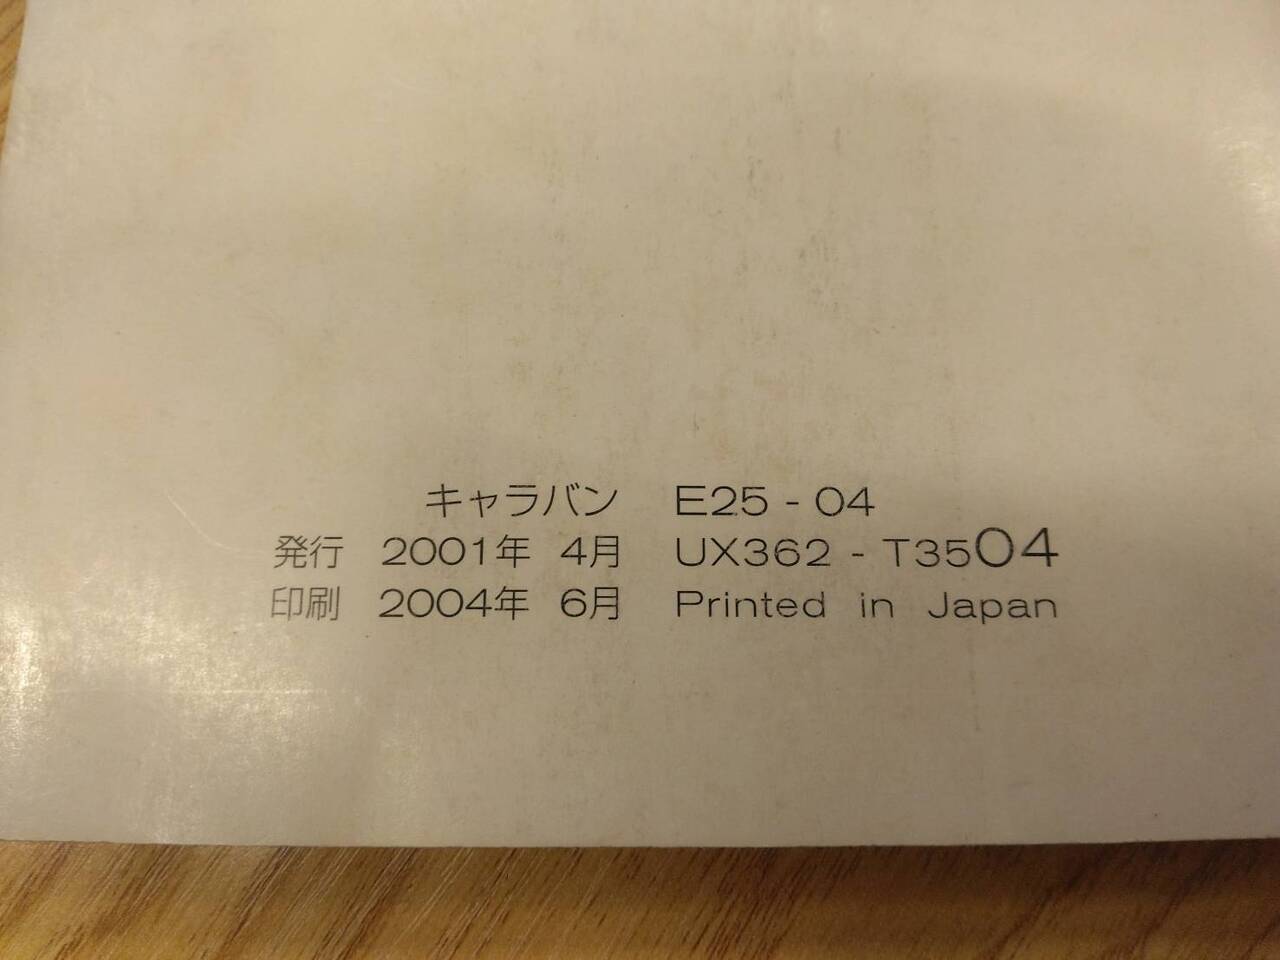 キャラバン E25 - 04
発行 2001年 4月 UX362 - T3504
印刷 2004年 6月 Printed in Japan